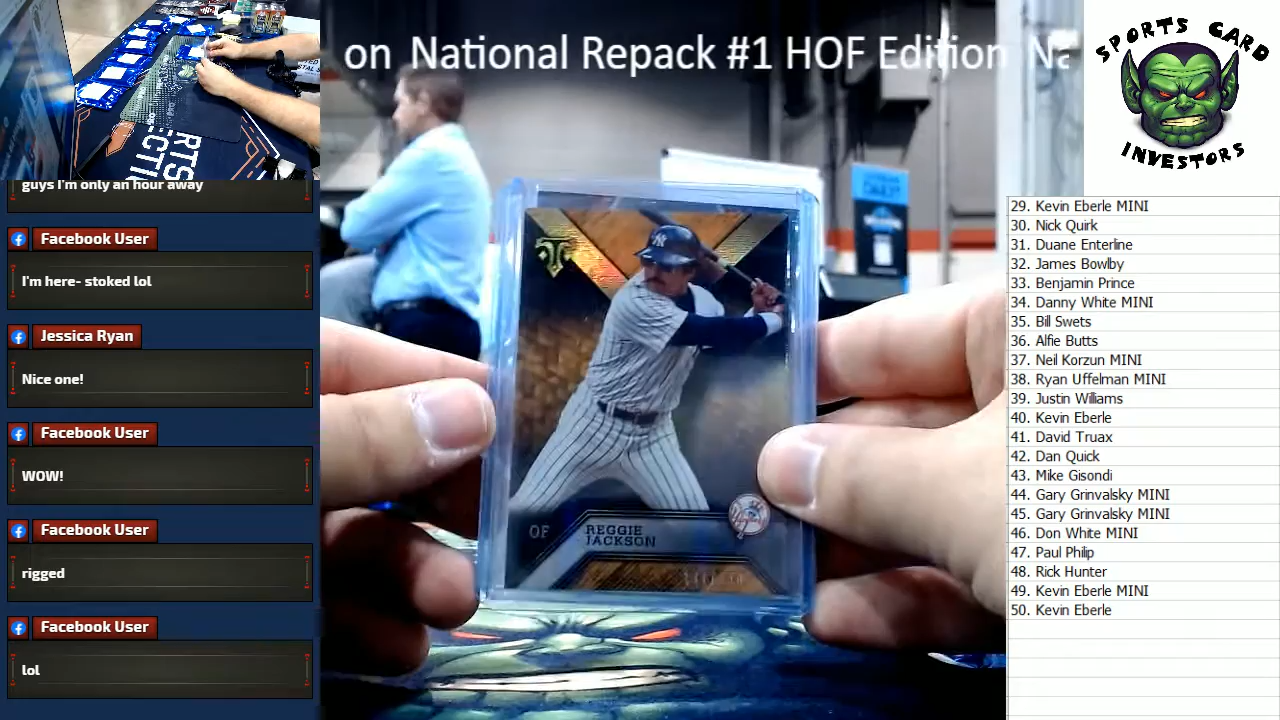 on National Repack #1 HOF Edition Na
SPORTS CARD
INVESTORS
guys I'm only an hour away
Facebook User
I'm here- stoked lol
Jessica Ryan
Nice one!
Facebook User
WOW!
Facebook User
rigged
Facebook User
lol
OF
REGGIE
JACKSON
29. Kevin Eberle MINI
30. Nick Quirk
31. Duane Enterline
32. James Bowlby
33. Benjamin Prince
34. Danny White MINI
35. Bill Swets
36. Alfie Butts
37. Neil Korzun MINI
38. Ryan Uffelman MINI
39. Justin Williams
40. Kevin Eberle
41. David Truax
42. Dan Quick
43. Mike Gisondi
44. Gary Grinvalsky MINI
45. Gary Grinvalsky MINI
46. Don White MINI
47. Paul Philip
48. Rick Hunter
49. Kevin Eberle MINI
50. Kevin Eberle